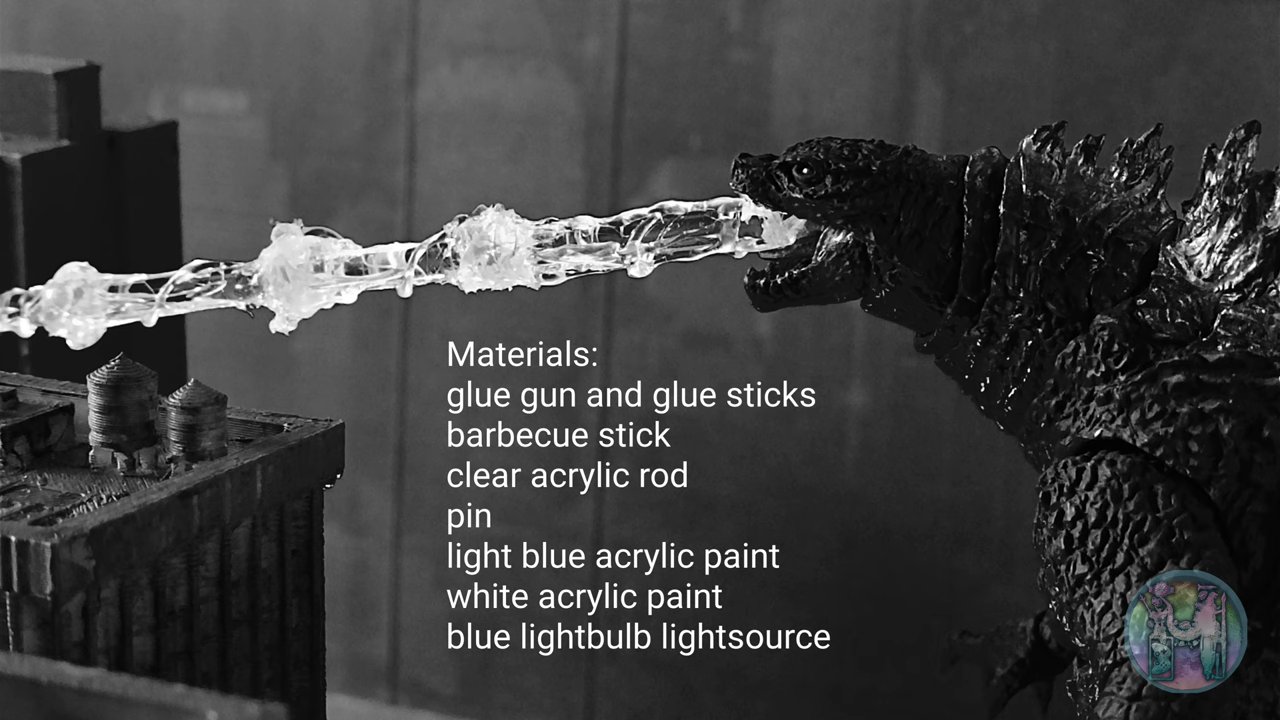 Materials:
glue gun and glue sticks
barbecue stick
clear acrylic rod
pin
light blue acrylic paint
white acrylic paint
blue lightbulb lightsource